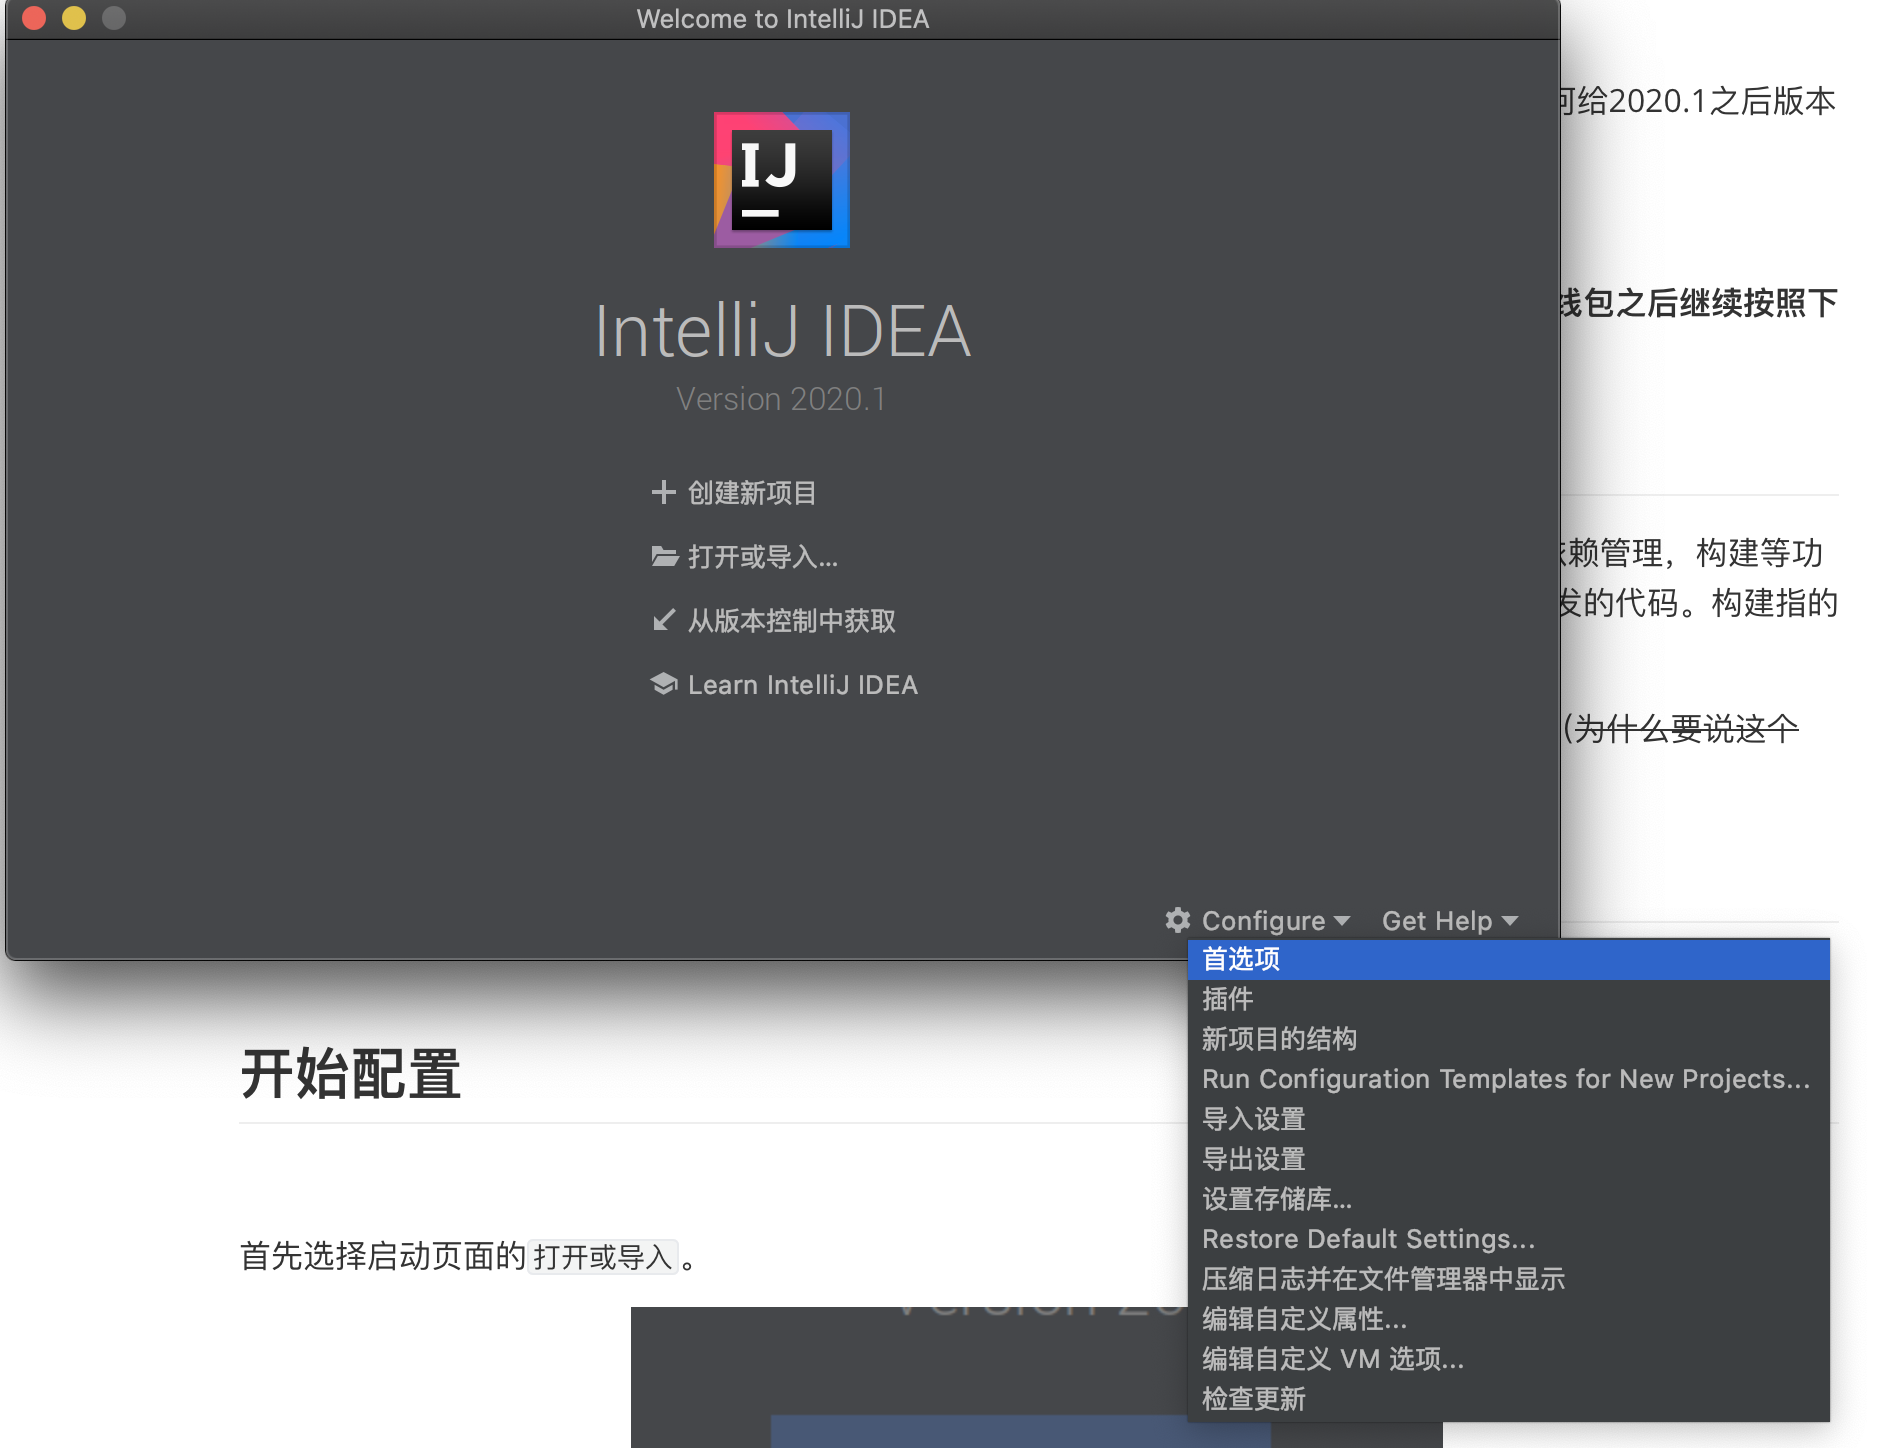 Welcome to IntelliJ IDEA
给2020.1之后版本
IJ
线包之后继续按照下
IntelliJ IDEA
Version 2020.1
创建新项目
打开或导入...
赖管理，构建等功
发的代码。构建指的
从版本控制中获取
Learn IntelliJ IDEA
（为什么要说这个
Configure Get Help
首选项
插件
新项目的结构
开始配置
Run Configuration Templates for New Projects...
导入设置
导出设置
设置存储库...
Restore Default Settings...
首先选择启动页面的打开或导入。
压缩日志并在文件管理器中显示
Version 20
编辑自定义属性...
编辑自定义 VM 选项...
检查更新